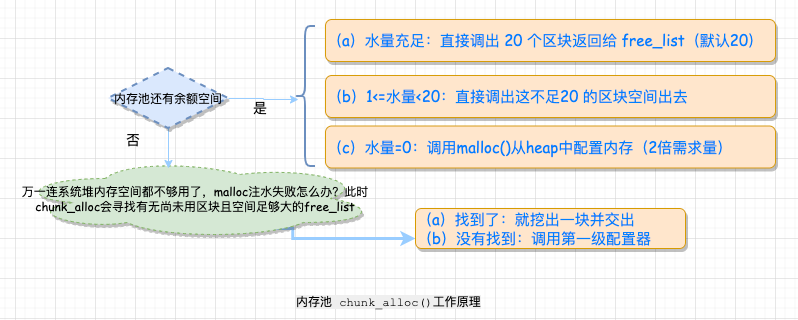 (a) 水量充足：直接调出 20 个区块返回给 free_list（默认20）
内存池还有余额空间
是
(b) 1<=水量<20：直接调出这不足20 的区块空间出去
否
(c) 水量=0：调用malloc()从heap中配置内存（2倍需求量）
万一连系统堆内存空间都不够用了，malloc注水失败怎么办？此时
chunk_alloc会寻找有无尚未用区块且空间足够大的free_list
(a) 找到了：就挖出一块并交出
(b) 没有找到：调用第一级配置器
内存池 chunk_alloc()工作原理